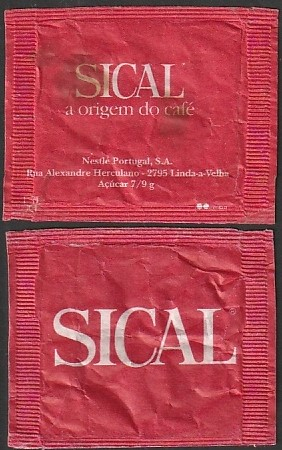 SICAL
a origem do café
Nestlé Portugal, S.A.
Rua Alexandre Herculano - 2795 Linda-a-Velha
Açúcar 7/9 g
SICAL